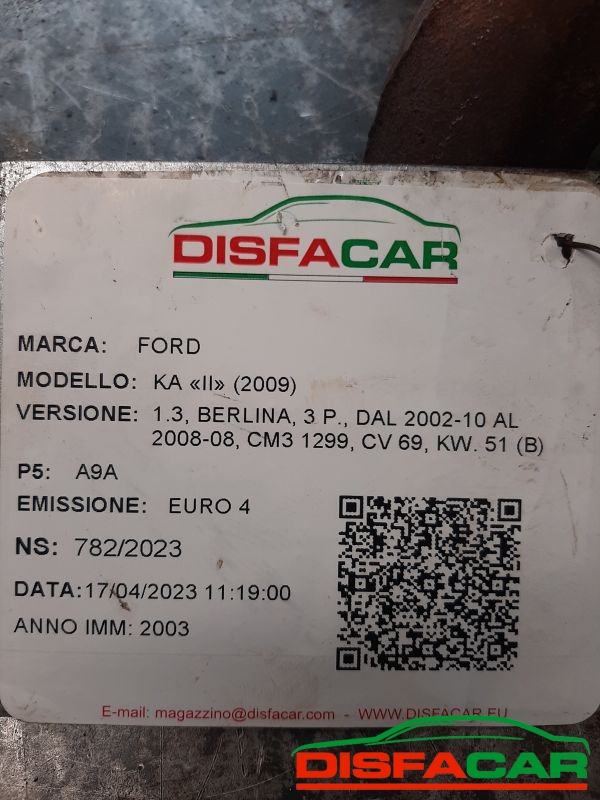 DISFACAR
MARCA: FORD
MODELLO: KA «II» (2009)
VERSIONE: 1.3, BERLINA, 3 P., DAL 2002-10 AL
2008-08, CM3 1299, CV 69, KW. 51 (B)
P5: A9A
EMISSIONE: EURO 4
NS: 782/2023
DATA:17/04/2023 11:19:00
ANNO IMM: 2003
E-mail: magazzino@disfacar.com - WWW.DISFACAR.EU
DISFACAR